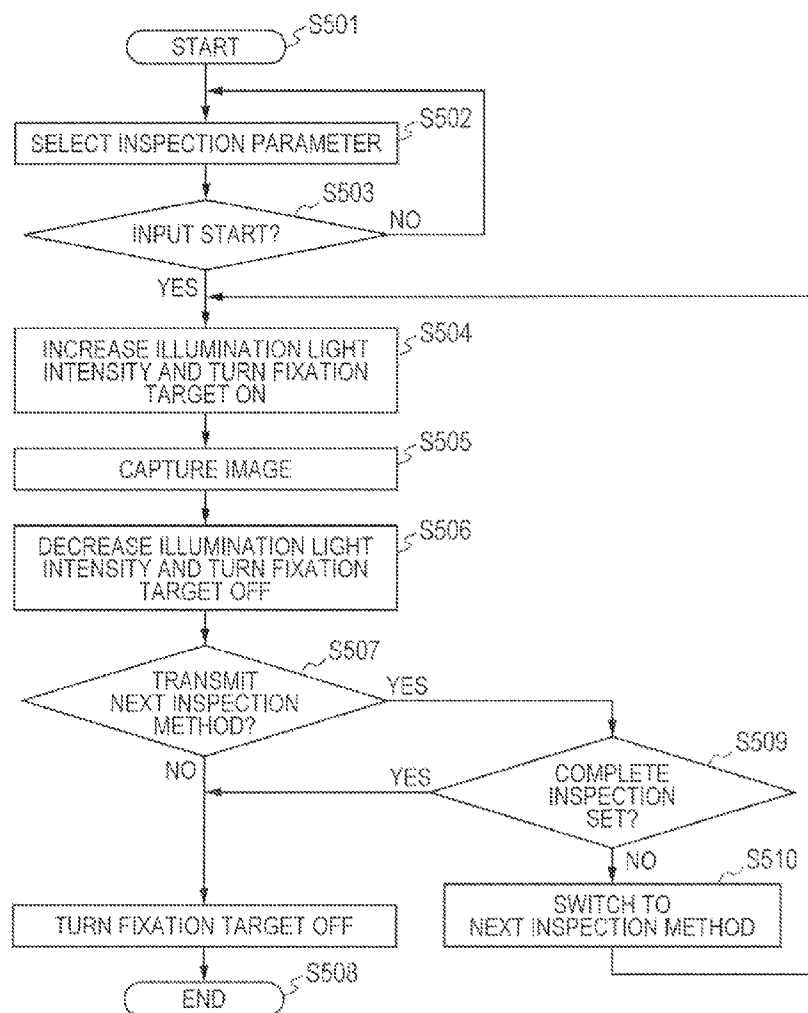 START
S501
SELECT INSPECTION PARAMETER
S502
INPUT START?
S503
NO
YES
INCREASE ILLUMINATION LIGHT
INTENSITY AND TURN FIXATION
TARGET ON
S504
CAPTURE IMAGE
S505
DECREASE ILLUMINATION LIGHT
INTENSITY AND TURN FIXATION
TARGET OFF
S506
TRANSMIT
NEXT INSPECTION
METHOD?
S507
YES
NO
COMPLETE
INSPECTION
SET?
S509
YES
NO
SWITCH TO
NEXT INSPECTION METHOD
S510
TURN FIXATION TARGET OFF
END
S508